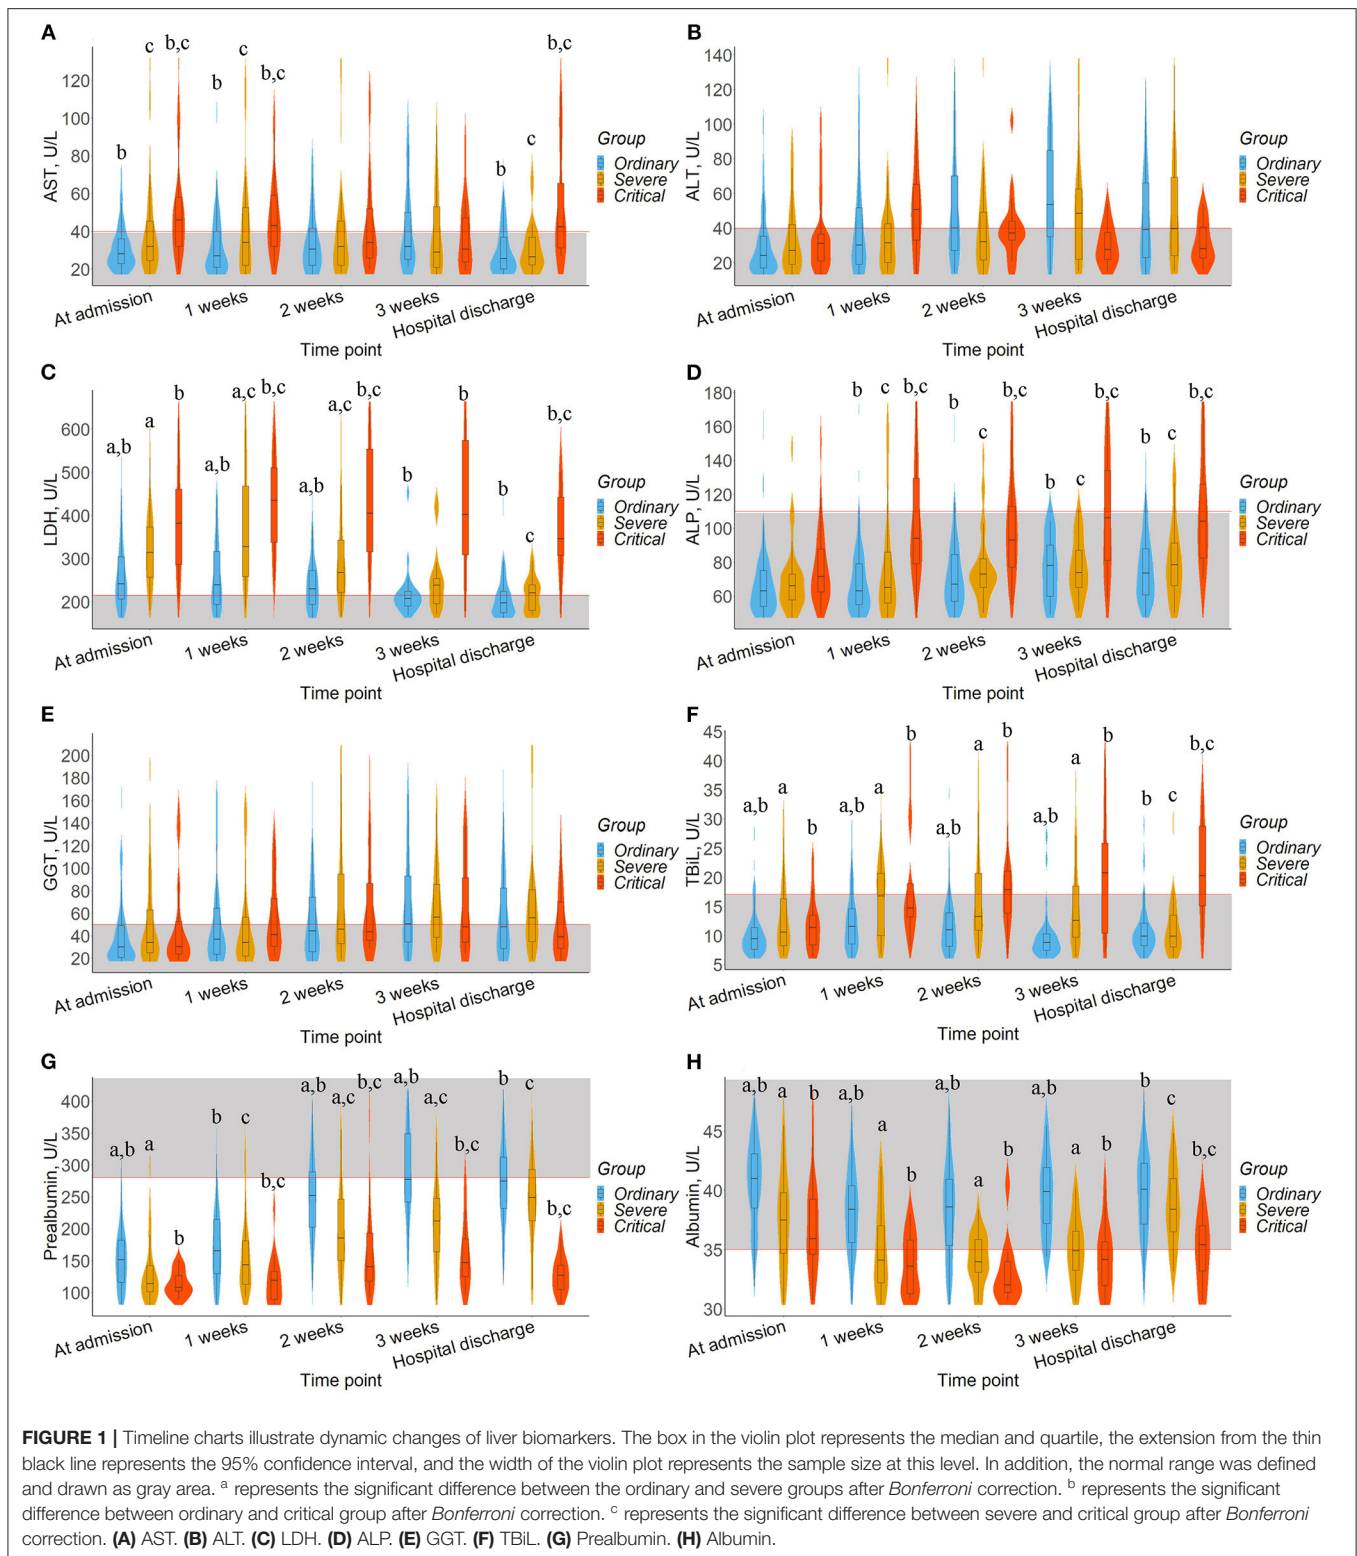 A
c b,c c b b,c b b c b,c
AST, U/L
120
100
80
60
40
20
At admission 1 weeks 2 weeks 3 weeks Hospital discharge
Time point
Group
Ordinary
Severe
Critical
B
ALT, U/L
140
120
100
80
60
40
20
At admission 1 weeks 2 weeks 3 weeks Hospital discharge
Time point
Group
Ordinary
Severe
Critical
C
a,b a b a,b a,c b,c a,b a,c b,c b b b c b,c
LDH, U/L
600
500
400
300
200
At admission 1 weeks 2 weeks 3 weeks Hospital discharge
Time point
Group
Ordinary
Severe
Critical
D
b c b,c b c b,c b c b,c b c b,c
ALP, U/L
180
160
140
120
100
80
60
At admission 1 weeks 2 weeks 3 weeks Hospital discharge
Time point
Group
Ordinary
Severe
Critical
E
GGT, U/L
200
180
160
140
120
100
80
60
40
20
At admission 1 weeks 2 weeks 3 weeks Hospital discharge
Time point
Group
Ordinary
Severe
Critical
F
a,b a b a,b a b a,b a b a,b a b b c b,c
TBiL, U/L
45
40
35
30
25
20
15
10
5
At admission 1 weeks 2 weeks 3 weeks Hospital discharge
Time point
Group
Ordinary
Severe
Critical
G
a,b a b b c b,c a,b a,c b,c a,b a,c b,c b c b,c
Prealbumin, U/L
400
350
300
250
200
150
100
At admission 1 weeks 2 weeks 3 weeks Hospital discharge
Time point
Group
Ordinary
Severe
Critical
H
a,b a b a,b a b a,b a b a,b a b b c b,c
Albumin, U/L
45
40
35
30
At admission 1 weeks 2 weeks 3 weeks Hospital discharge
Time point
Group
Ordinary
Severe
Critical
FIGURE 1 | Timeline charts illustrate dynamic changes of liver biomarkers. The box in the violin plot represents the median and quartile, the extension from the thin
black line represents the 95% confidence interval, and the width of the violin plot represents the sample size at this level. In addition, the normal range was defined
and drawn as gray area. a represents the significant difference between the ordinary and severe groups after Bonferroni correction. b represents the significant
difference between ordinary and critical group after Bonferroni correction. c represents the significant difference between severe and critical group after Bonferroni
correction. (A) AST. (B) ALT. (C) LDH. (D) ALP. (E) GGT. (F) TBiL. (G) Prealbumin. (H) Albumin.